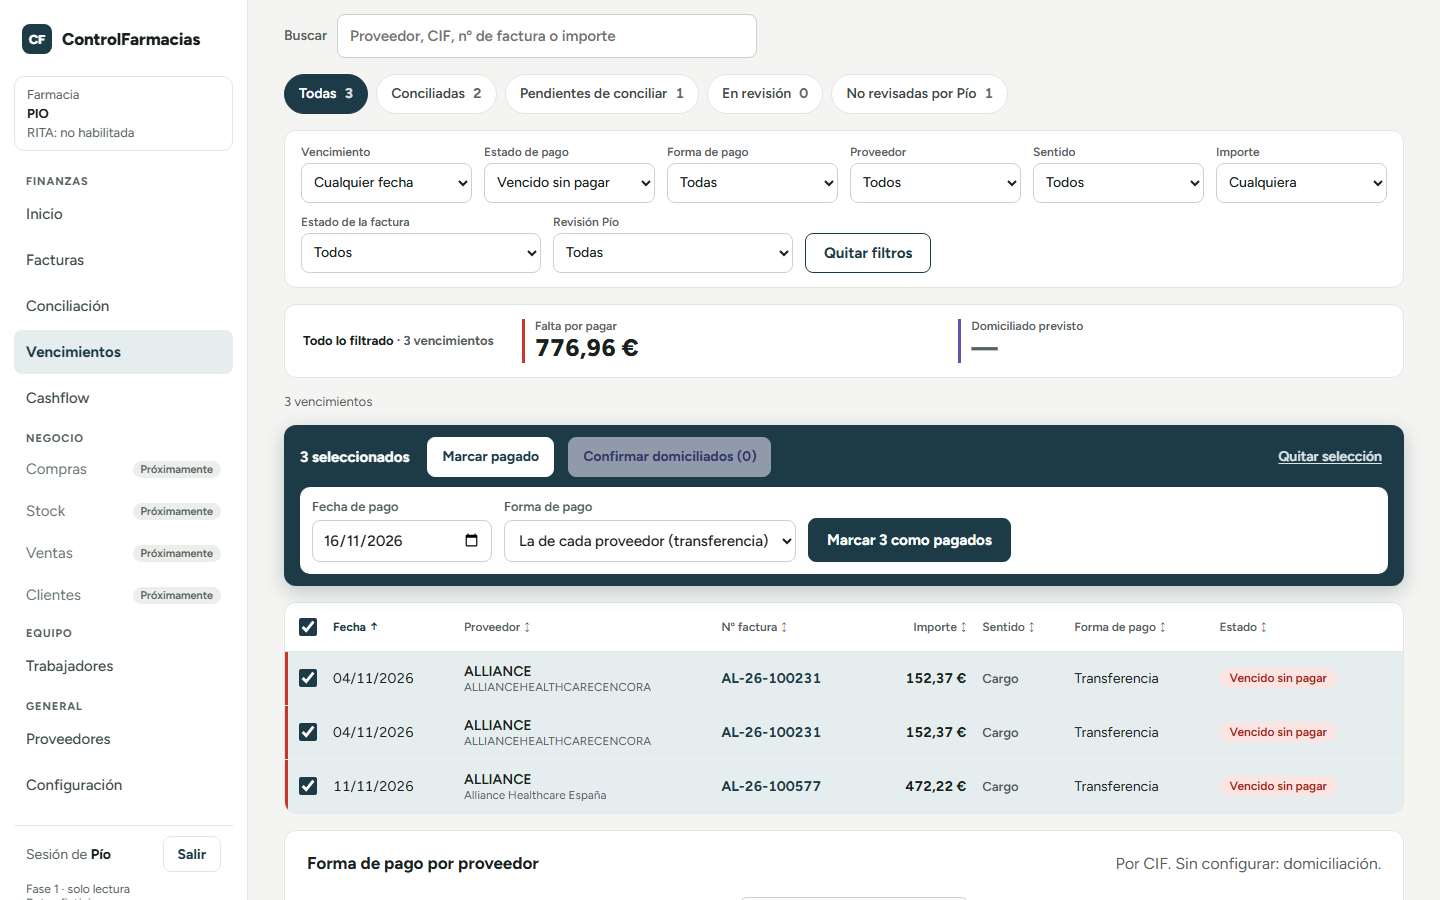 CF ControlFarmacias
Farmacia
PIO
RITA: no habilitada
FINANZAS
Inicio
Facturas
Conciliación
Vencimientos
Cashflow
NEGOCIO
Compras Próximamente
Stock Próximamente
Ventas Próximamente
Clientes Próximamente
EQUIPO
Trabajadores
GENERAL
Proveedores
Configuración
Sesión de Pío Salir
Fase 1 · solo lectura
Buscar Proveedor, CIF, nº de factura o importe
Todas 3 Conciliadas 2 Pendientes de conciliar 1 En revisión 0 No revisadas por Pío 1
Vencimiento Estado de pago Forma de pago Proveedor Sentido Importe
Cualquier fecha Vencido sin pagar Todas Todos Todos Cualquiera
Estado de la factura Revisión Pío
Todos Todas Quitar filtros
Todo lo filtrado · 3 vencimientos
Falta por pagar
776,96 €
Domiciliado previsto
—
3 vencimientos
3 seleccionados Marcar pagado Confirmar domiciliados (0) Quitar selección
Fecha de pago Forma de pago
16/11/2026 La de cada proveedor (transferencia) Marcar 3 como pagados
Fecha ↑ Proveedor ↕ Nº factura ↕ Importe ↕ Sentido ↕ Forma de pago ↕ Estado ↕
04/11/2026 ALLIANCE AL-26-100231 152,37 € Cargo Transferencia Vencido sin pagar
ALLIANCEHEALTHCARECENCORA
04/11/2026 ALLIANCE AL-26-100231 152,37 € Cargo Transferencia Vencido sin pagar
ALLIANCEHEALTHCARECENCORA
11/11/2026 ALLIANCE AL-26-100577 472,22 € Cargo Transferencia Vencido sin pagar
Alliance Healthcare España
Forma de pago por proveedor Por CIF. Sin configurar: domiciliación.